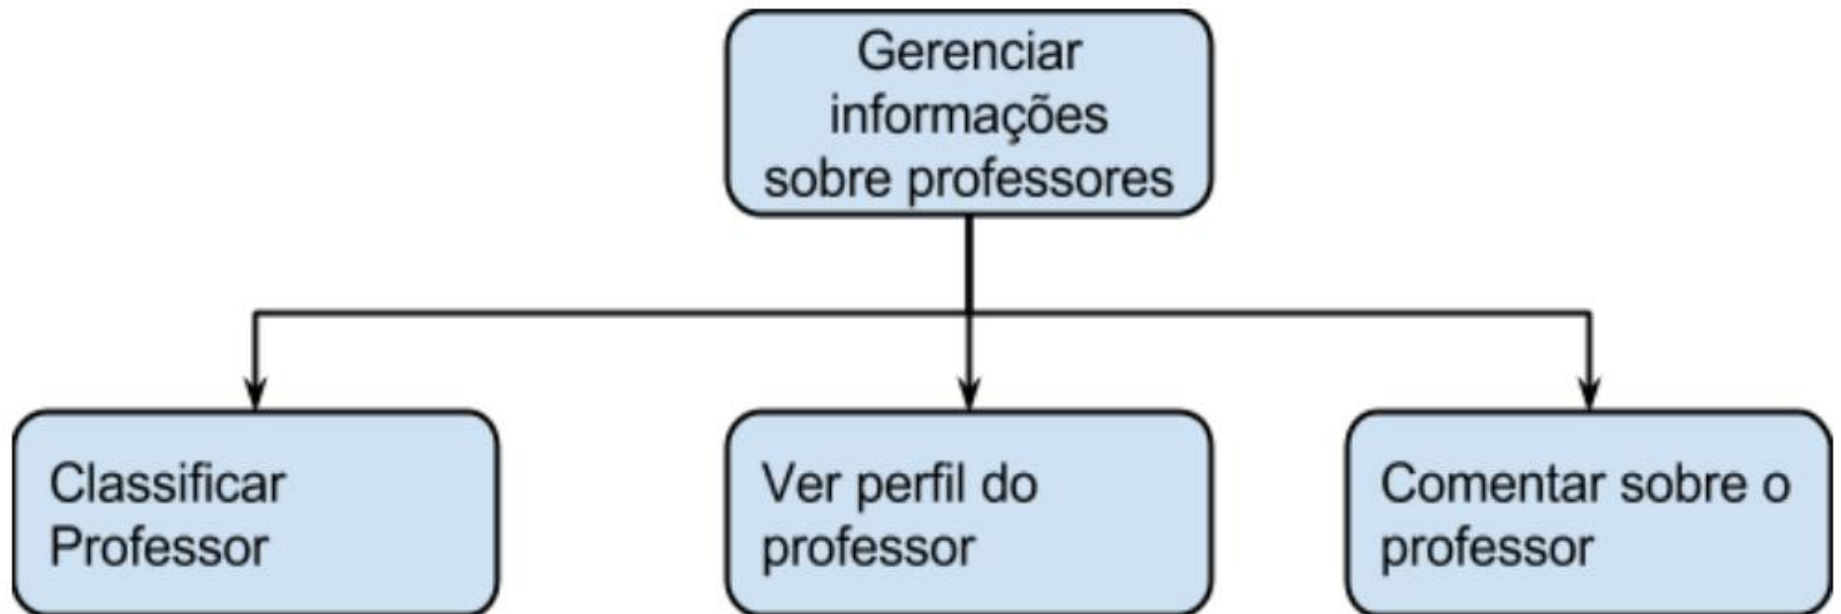 Gerenciar
informações
sobre professores
Classificar
Professor
Ver perfil do
professor
Comentar sobre o
professor